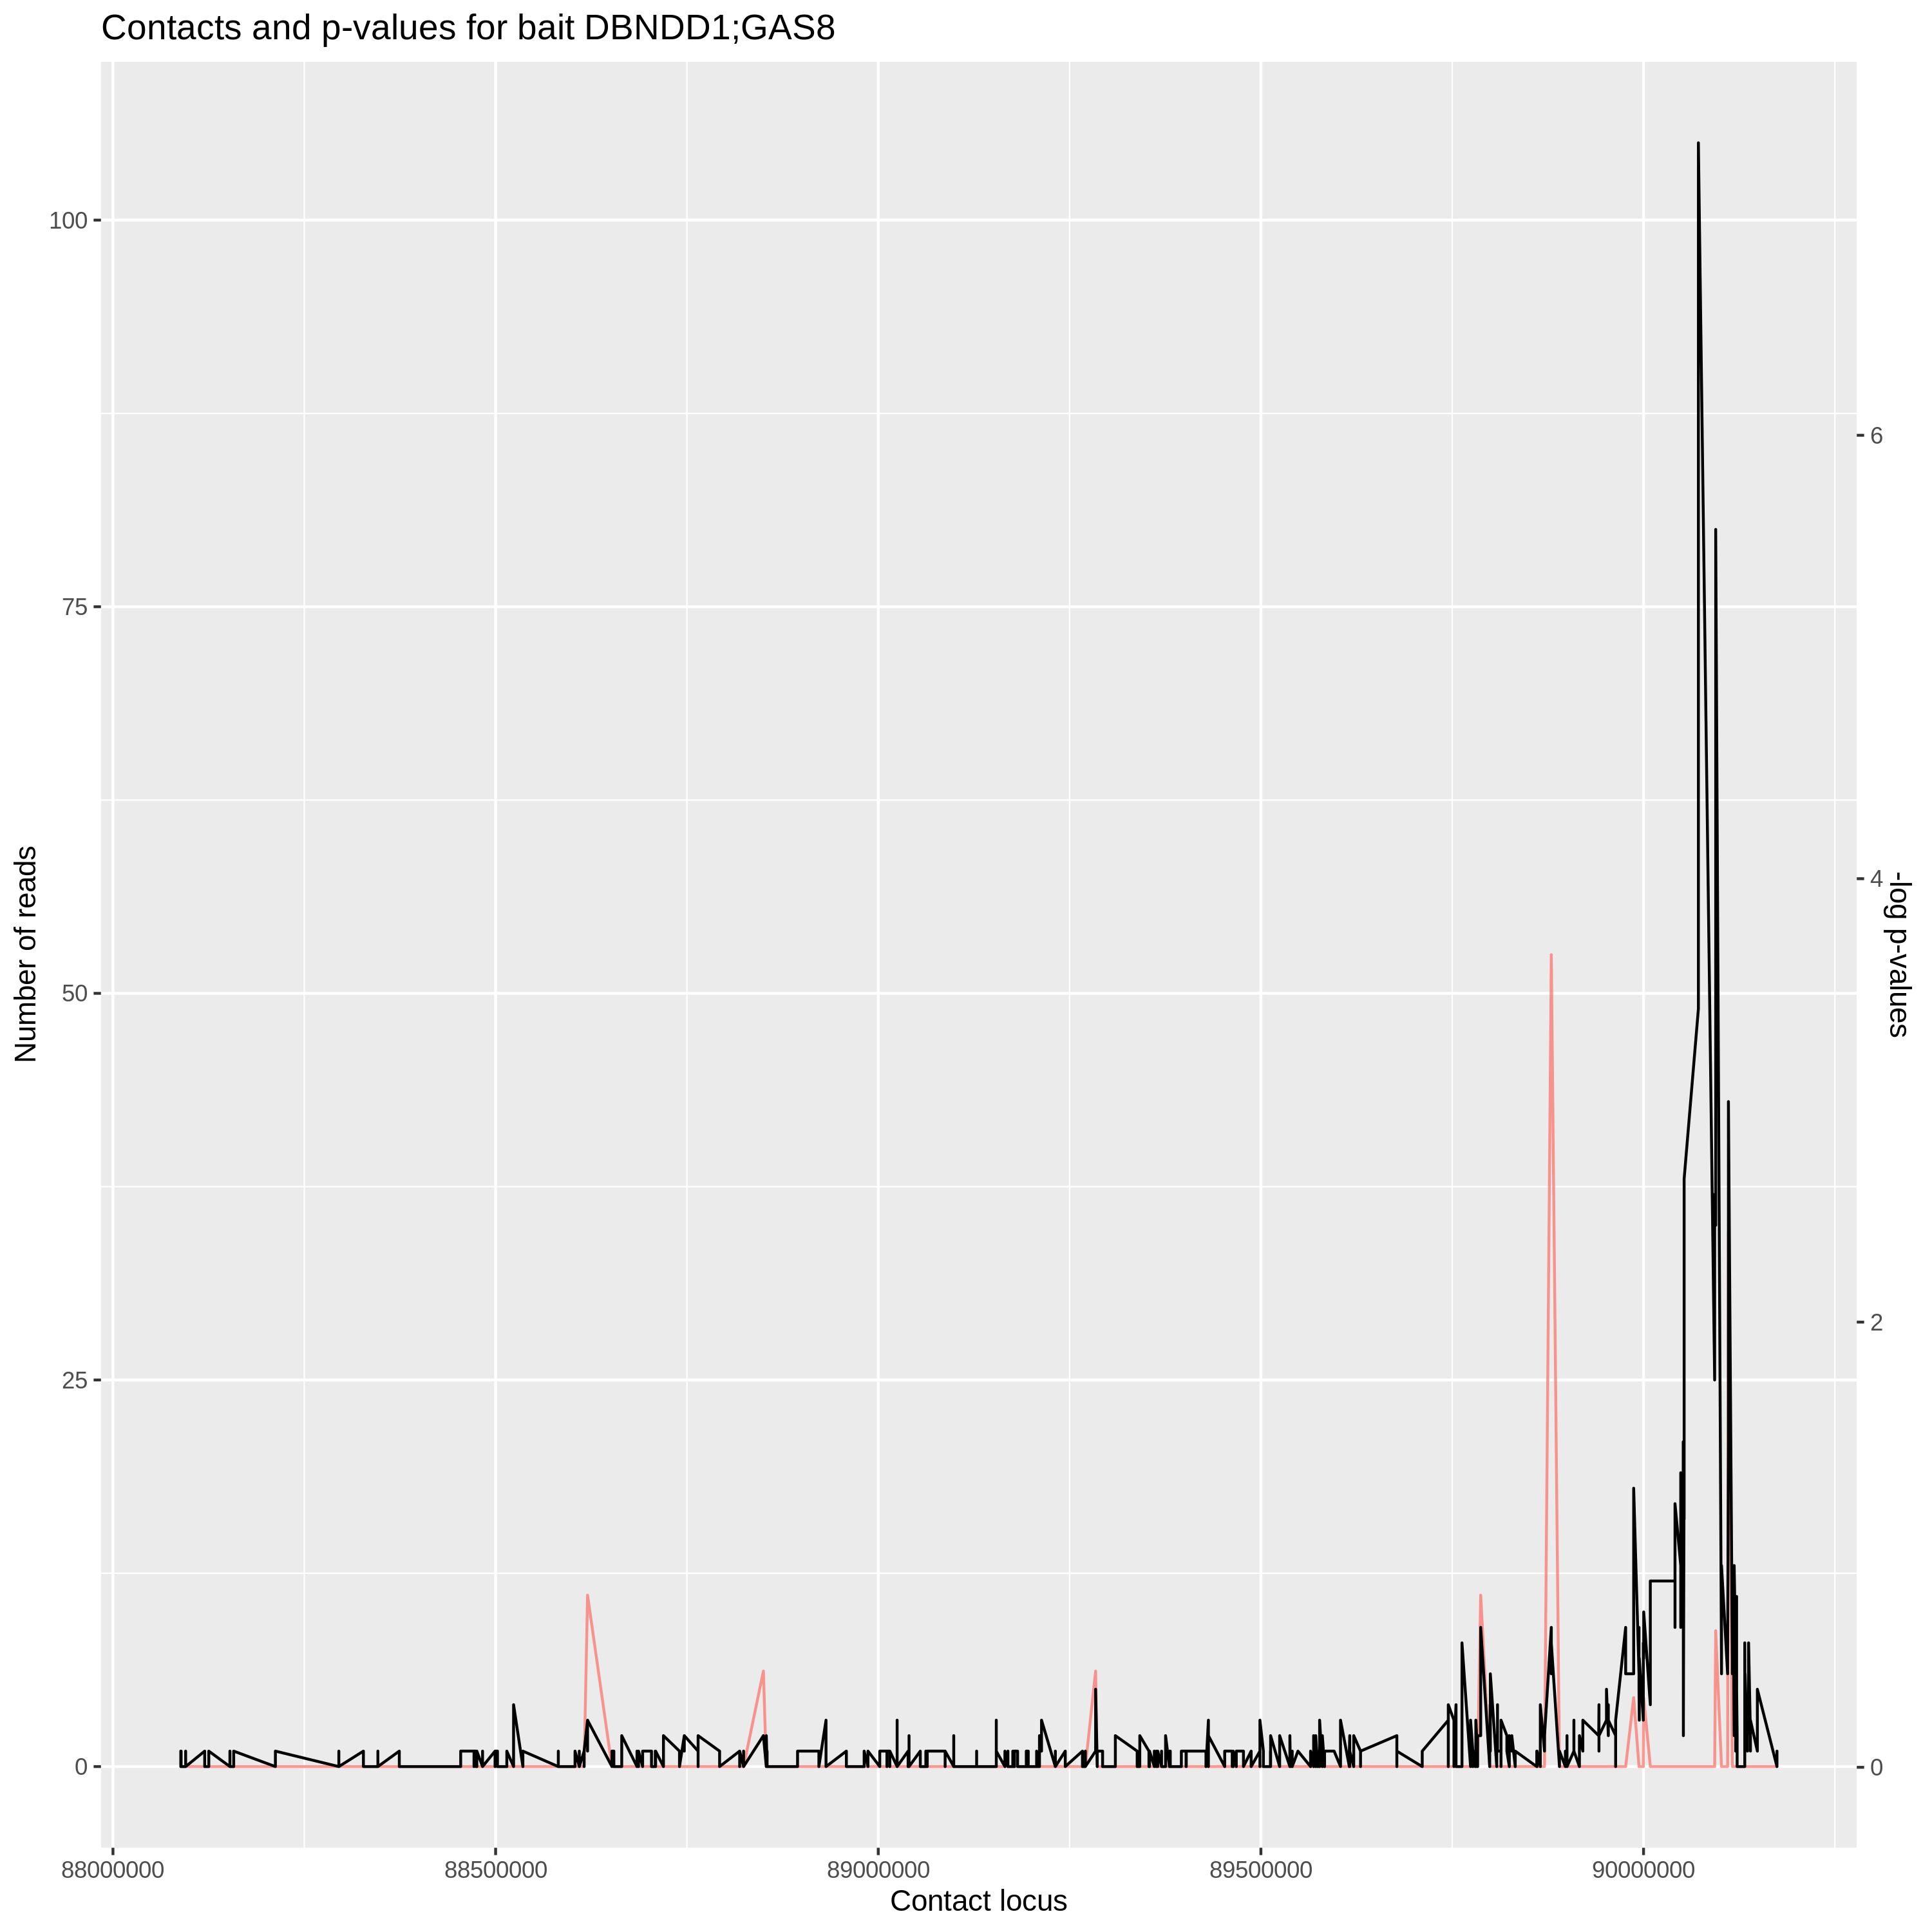 Contacts and p-values for bait DBNDD1;GAS8
Number of reads
100
75
50
25
0
6
4
2
0
-log p-values
88000000 88500000 89000000 89500000 90000000
Contact locus